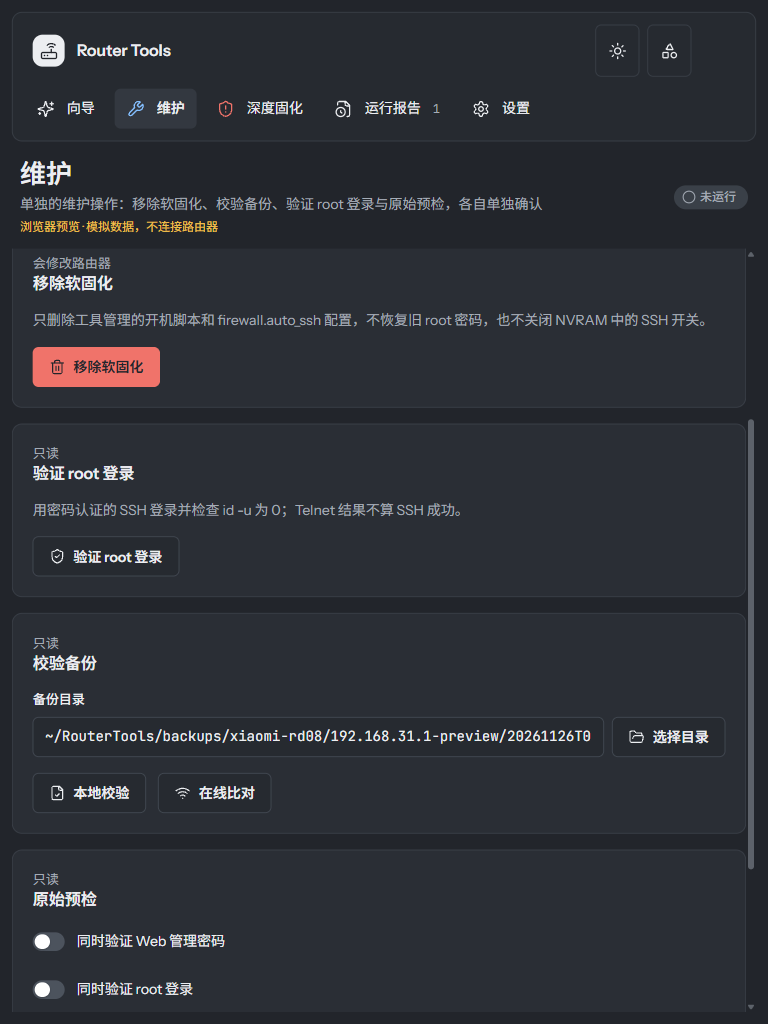 Router Tools
向导
维护
深度固化
运行报告 1
设置
维护
单独的维护操作：移除软固化、校验备份、验证 root 登录与原始预检，各自单独确认
未运行
浏览器预览 · 模拟数据，不连接路由器
会修改路由器
移除软固化
只删除工具管理的开机脚本和 firewall.auto_ssh 配置，不恢复旧 root 密码，也不关闭 NVRAM 中的 SSH 开关。
移除软固化
只读
验证 root 登录
用密码认证的 SSH 登录并检查 id -u 为 0；Telnet 结果不算 SSH 成功。
验证 root 登录
只读
校验备份
备份目录
~/RouterTools/backups/xiaomi-rd08/192.168.31.1-preview/20261126T0
选择目录
本地校验
在线比对
只读
原始预检
同时验证 Web 管理密码
同时验证 root 登录